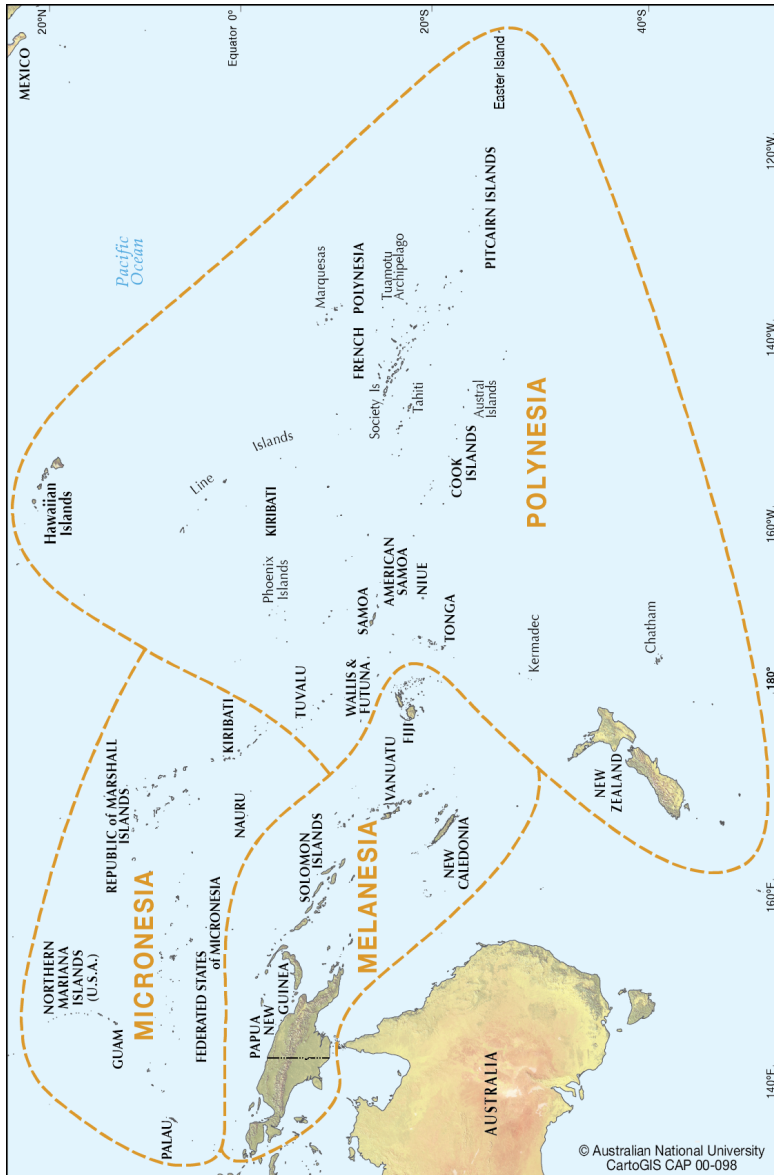 MEXICO
20°N
Equator 0°
20°S
40°S
120°W
140°W
160°W
180°
160°E
140°E
Pacific
Ocean
Hawaiian
Islands
Line
Islands
KIRIBATI
Phoenix
Islands
Marquesas
FRENCH POLYNESIA
Tuamotu
Archipelago
Society Is
Tahiti
Austral
Islands
PITCAIRN ISLANDS
Easter Island
COOK
ISLANDS
POLYNESIA
SAMOA
AMERICAN
SAMOA
NIUE
TONGA
WALLIS &
FUTUNA
TUVALU
Kermadec
Chatham
NEW
ZEALAND
NORTHERN
MARIANA
ISLANDS
(U.S.A.)
GUAM
PALAU
MICRONESIA
REPUBLIC of MARSHALL
ISLANDS
FEDERATED STATES
of MICRONESIA
NAURU
KIRIBATI
PAPUA
NEW
GUINEA
SOLOMON
ISLANDS
MELANESIA
VANUATU
FIJI
NEW
CALEDONIA
AUSTRALIA
© Australian National University
CartoGIS CAP 00-098